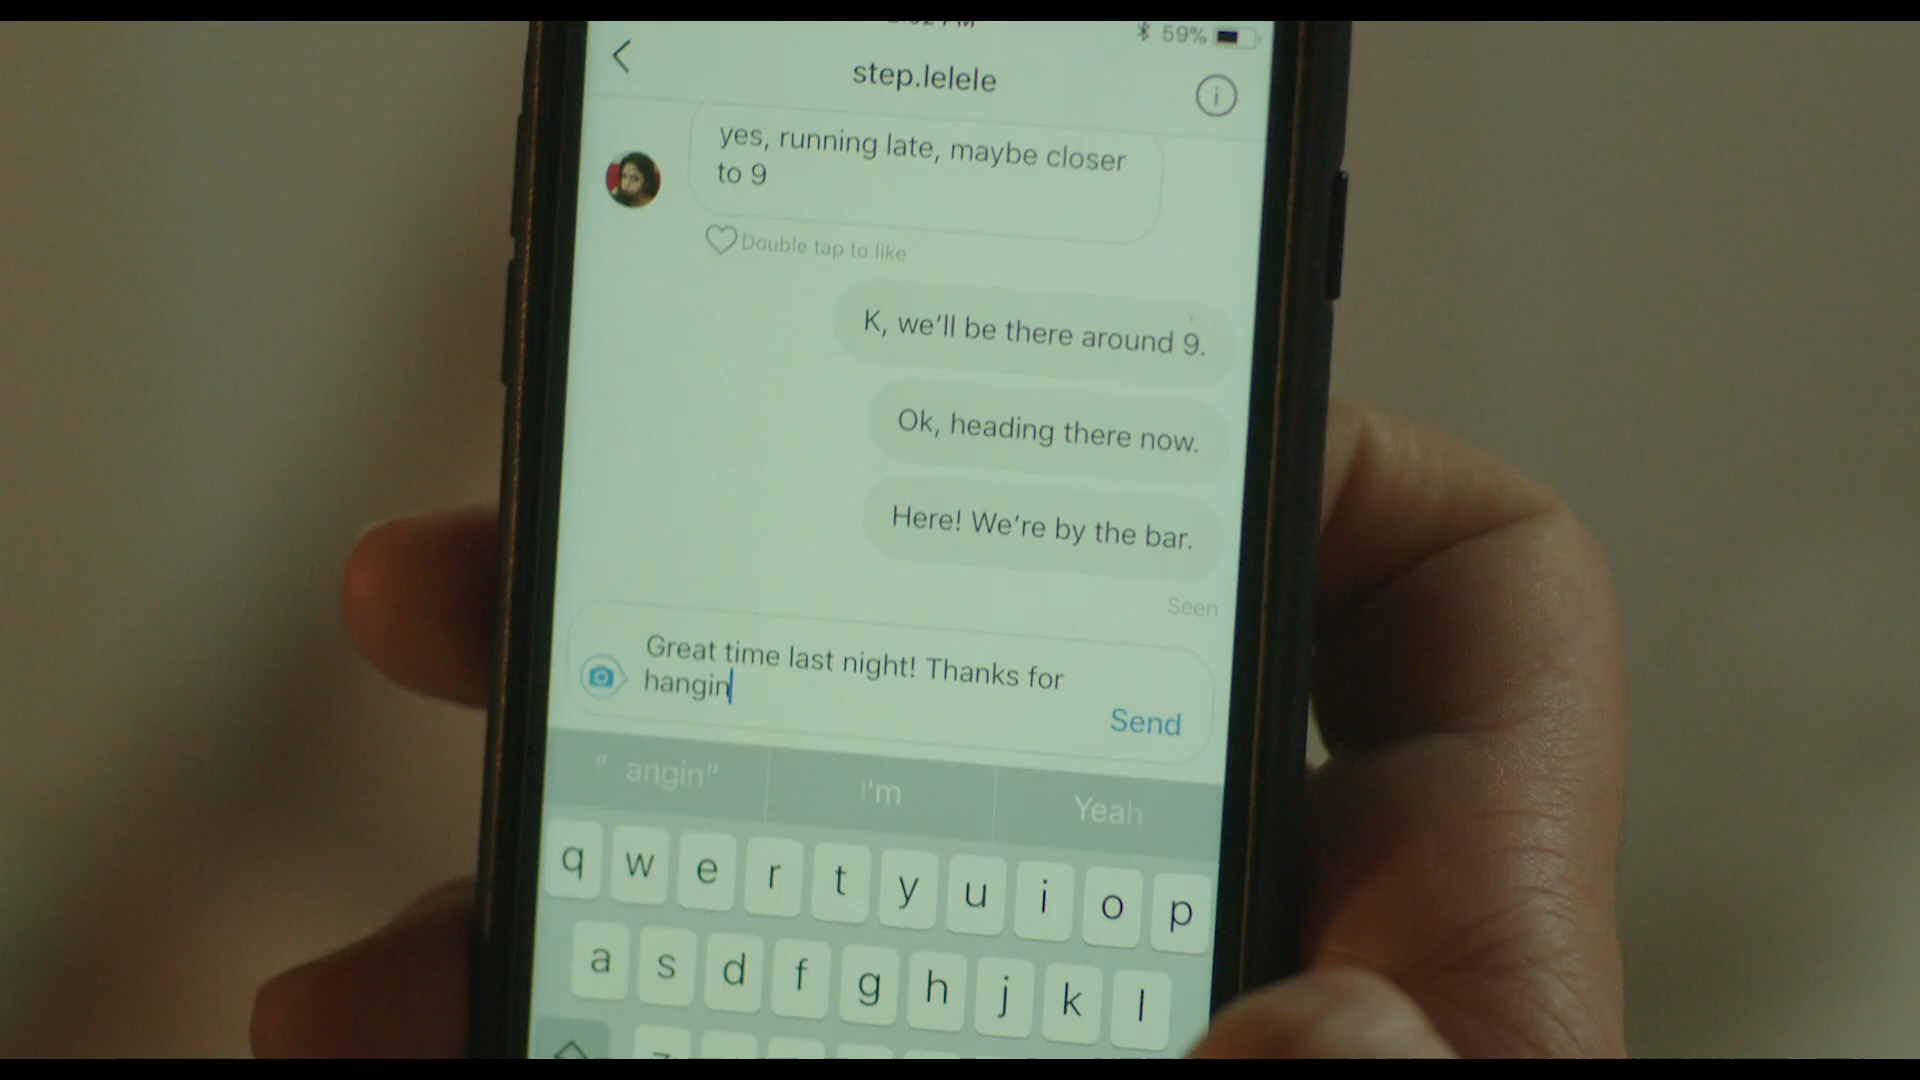 59%
step.lelele
yes, running late, maybe closer
to 9
Double tap to like
K, we'll be there around 9.
Ok, heading there now.
Here! We're by the bar.
Seen
Great time last night! Thanks for
hangin
Send
" angin" I'm Yeah
q w e r t y u i o p
a s d f g h j k l